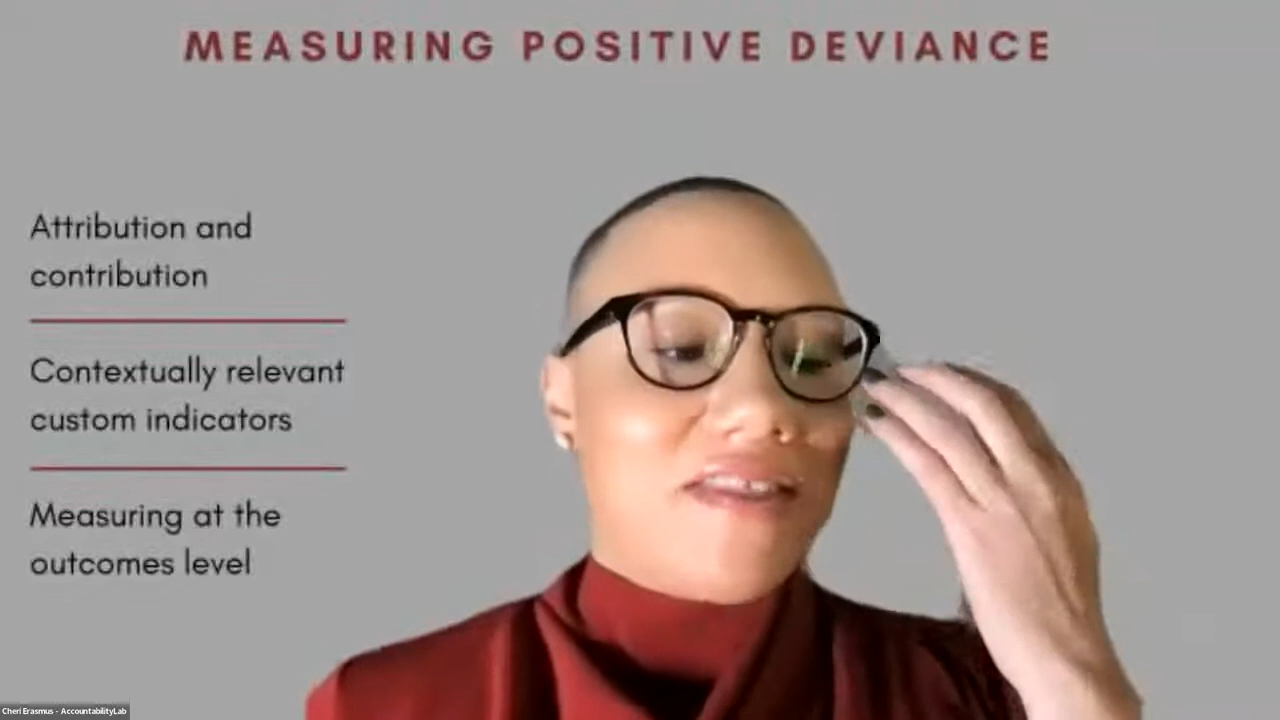 MEASURING POSITIVE DEVIANCE
Attribution and
contribution
Contextually relevant
custom indicators
Measuring at the
outcomes level
Cheri Erasmus - AccountabilityLab